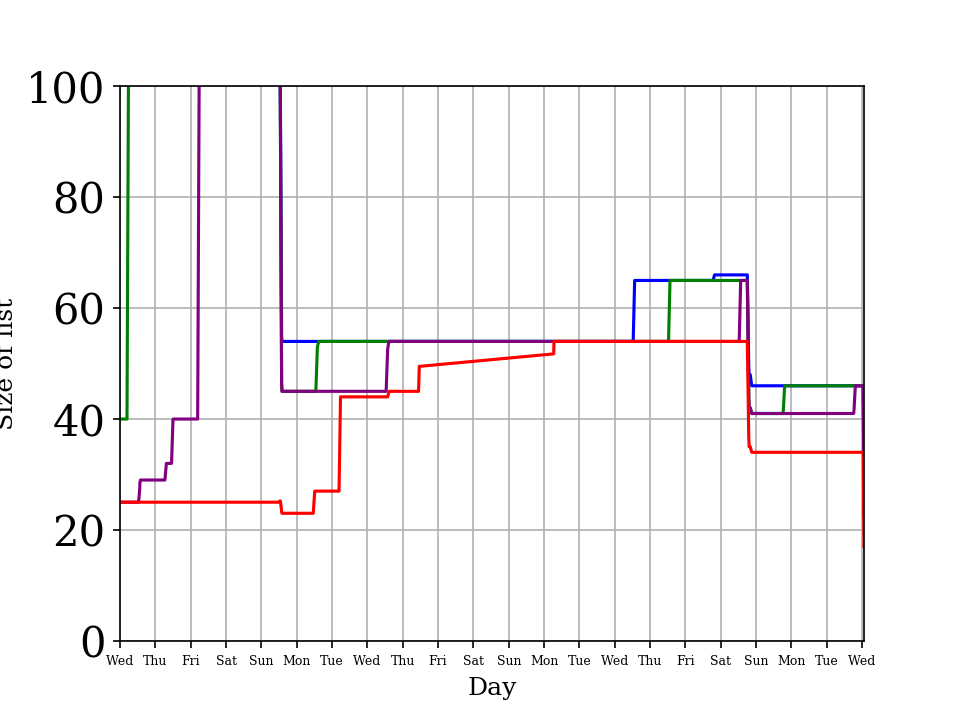 100
80
60
40
20
0
Size of list
Wed Thu Fri Sat Sun Mon Tue Wed Thu Fri Sat Sun Mon Tue Wed Thu Fri Sat Sun Mon Tue Wed
Day